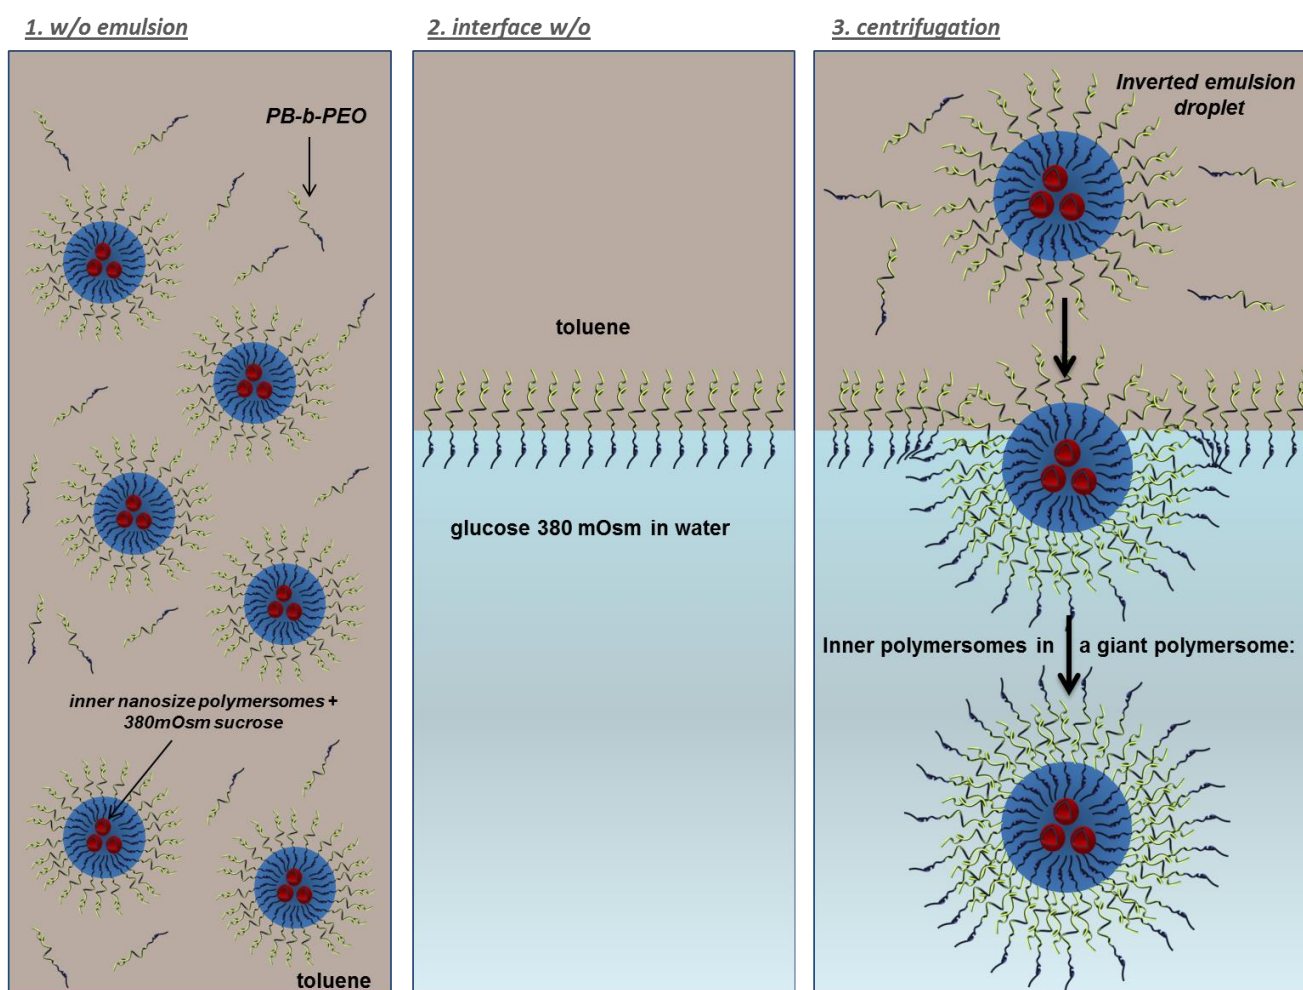 1. w/o emulsion
2. interface w/o
3. centrifugation
PB-b-PEO
inner nanosize polymersomes +
380mOsm sucrose
toluene
toluene
glucose 380 mOsm in water
Inverted emulsion
droplet
Inner polymersomes in a giant polymersome: